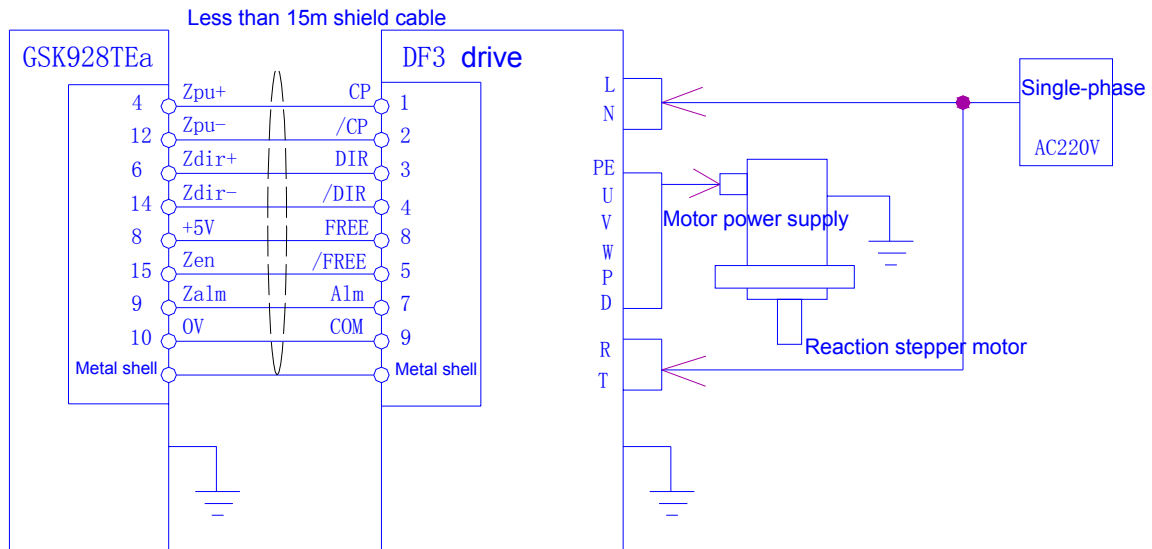 Less than 15m shield cable
GSK928TEa
DF3 drive
4 Zpu+ CP 1
12 Zpu- /CP 2
6 Zdir+ DIR 3
14 Zdir- /DIR 4
8 +5V FREE 8
15 Zen /FREE 5
9 Zalm Alm 7
10 0V COM 9
Metal shell Metal shell
L
N
PE
U
V
W
P
D
R
T
Motor power supply
Reaction stepper motor
Single-phase
AC220V